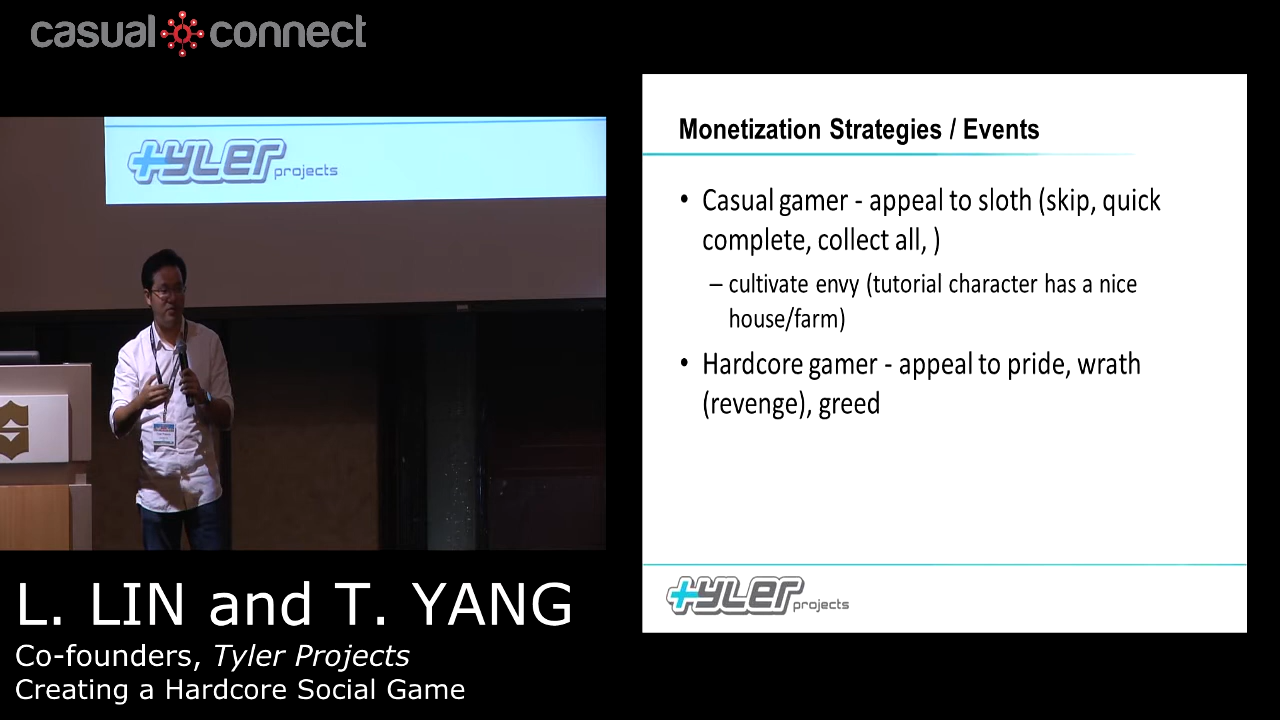 casual connect
tyler projects
Monetization Strategies / Events
• Casual gamer - appeal to sloth (skip, quick
complete, collect all, )
– cultivate envy (tutorial character has a nice
house/farm)
• Hardcore gamer - appeal to pride, wrath
(revenge), greed
tyler projects
L. LIN and T. YANG
Co-founders, Tyler Projects
Creating a Hardcore Social Game